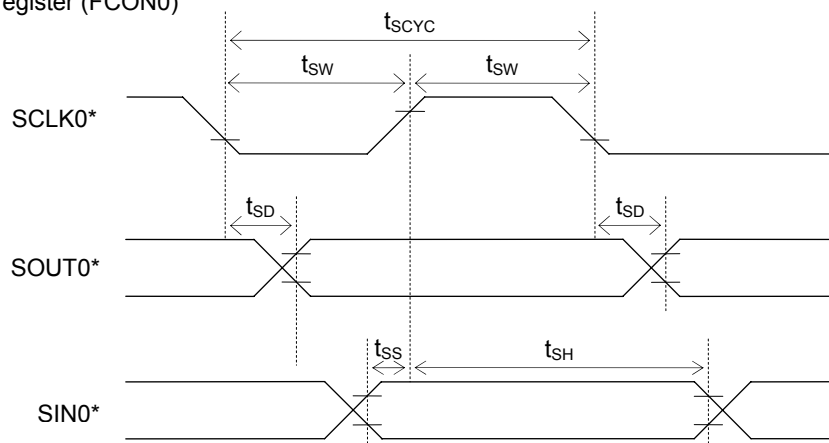 egister (FCON0)
tSCYC
tSW tSW
SCLK0*
tSD tSD
SOUT0*
tSS tSH
SIN0*